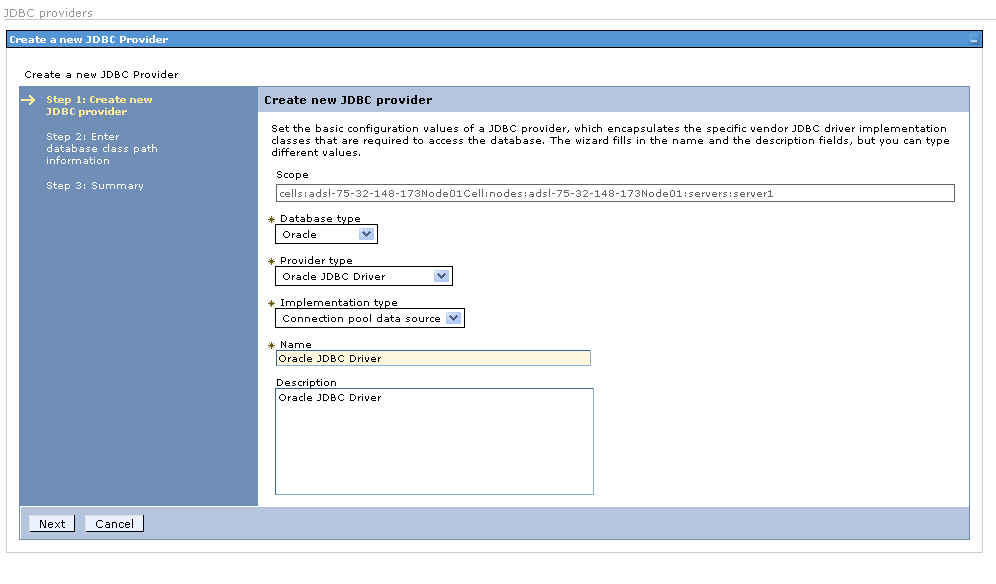 JDBC providers
Create a new JDBC Provider
Create a new JDBC Provider
Step 1: Create new
JDBC provider
Step 2: Enter
database class path
information
Step 3: Summary
Create new JDBC provider
Set the basic configuration values of a JDBC provider, which encapsulates the specific vendor JDBC driver implementation
classes that are required to access the database. The wizard fills in the name and the description fields, but you can type
different values.
Scope
cells:adsl-75-32-148-173Node01Cell:nodes:adsl-75-32-148-173Node01:servers:server1
* Database type
Oracle
* Provider type
Oracle JDBC Driver
* Implementation type
Connection pool data source
* Name
Oracle JDBC Driver
Description
Oracle JDBC Driver
Next Cancel